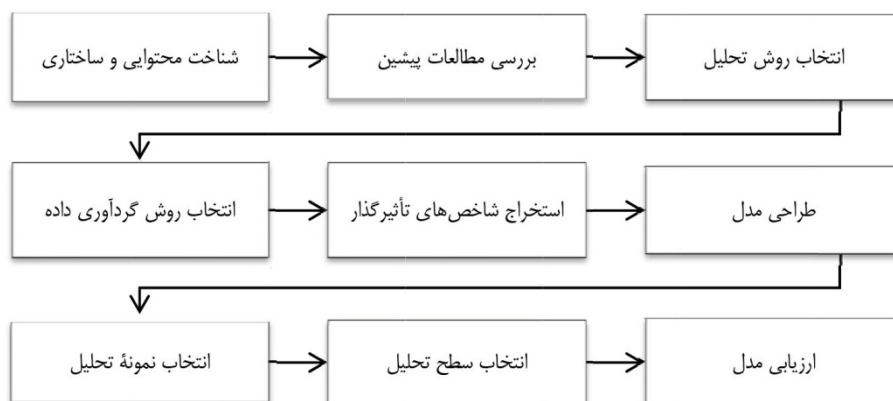 شناخت محتوایی و ساختاری
بررسی مطالعات پیشین
انتخاب روش تحلیل
انتخاب روش گردآوری داده
استخراج شاخص‌های تأثیرگذار
طراحی مدل
انتخاب نمونهٔ تحلیل
انتخاب سطح تحلیل
ارزیابی مدل